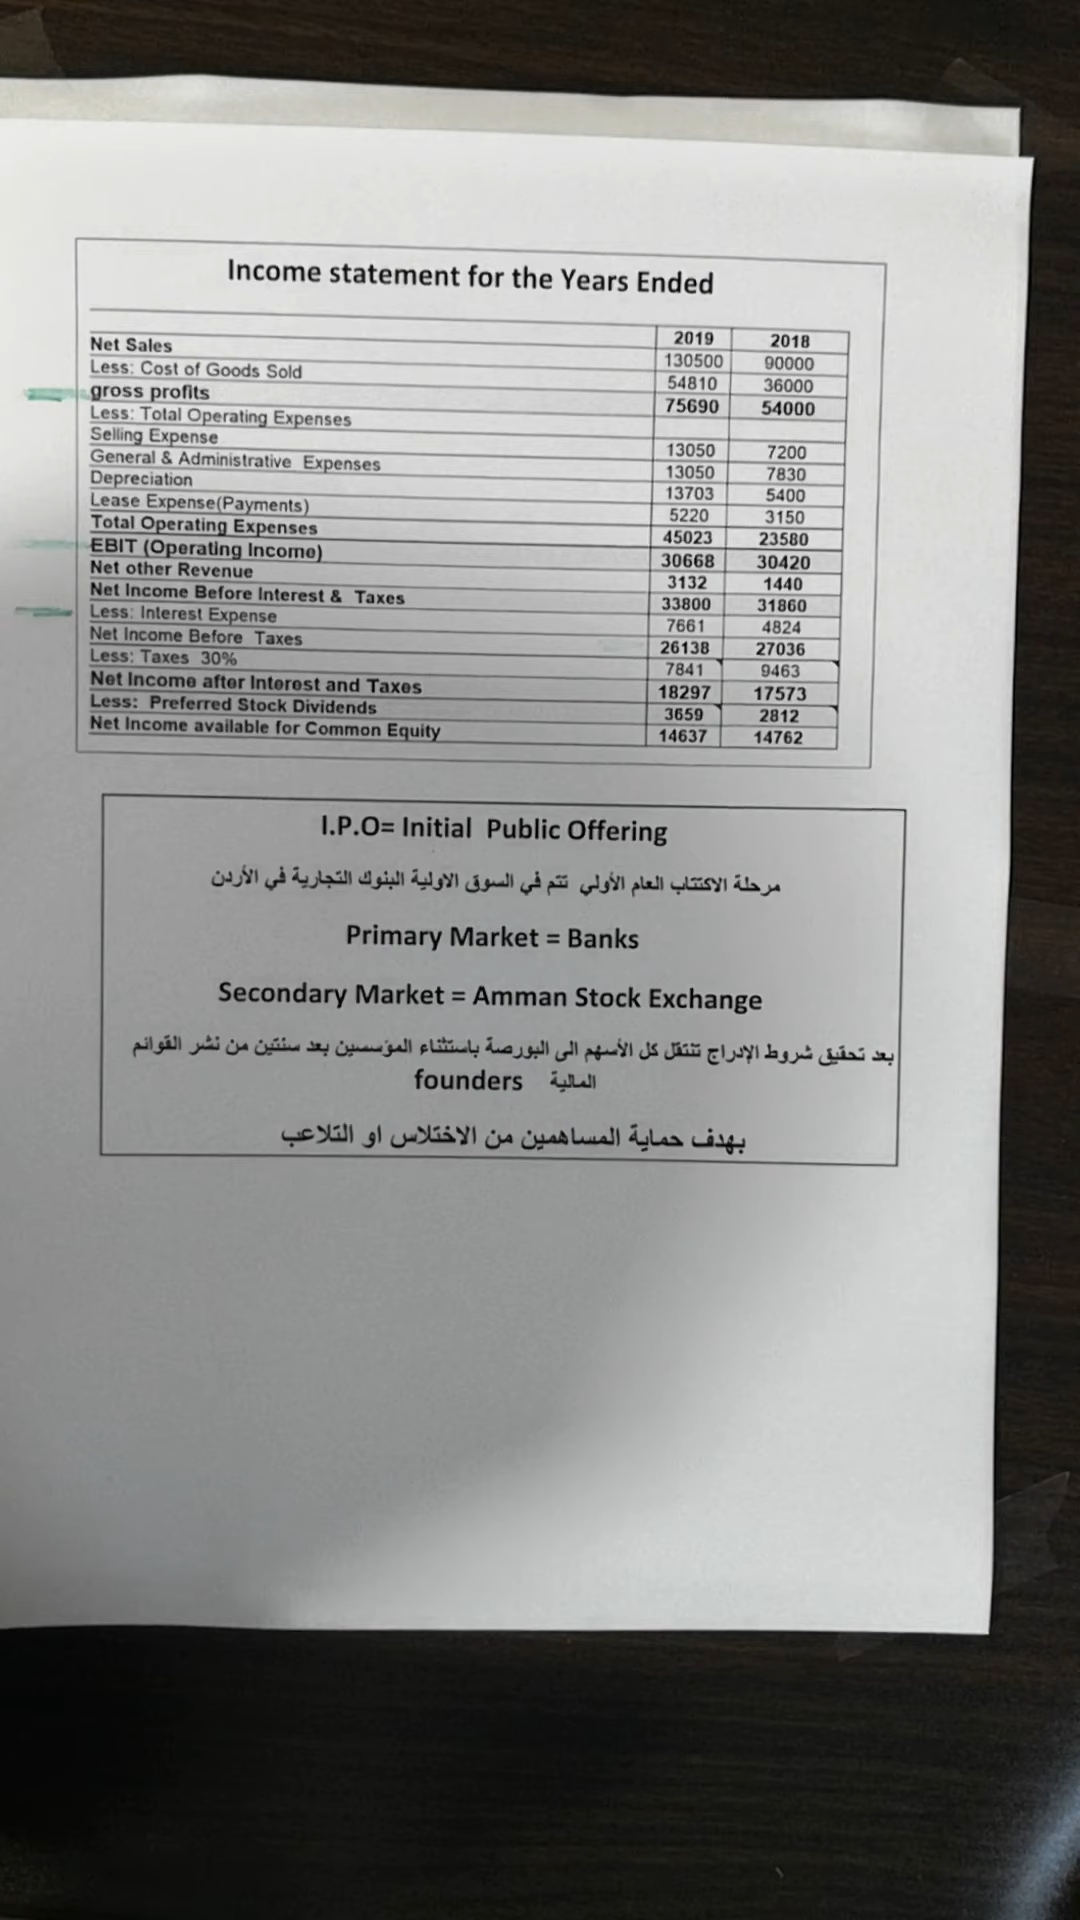 Income statement for the Years Ended
2019 2018
Net Sales 130500 90000
Less: Cost of Goods Sold 54810 36000
gross profits 75690 54000
Less: Total Operating Expenses
Selling Expense 13050 7200
General & Administrative Expenses 13050 7830
Depreciation 13703 5400
Lease Expense(Payments) 5220 3150
Total Operating Expenses 45023 23580
EBIT (Operating Income) 30668 30420
Net other Revenue 3132 1440
Net Income Before Interest & Taxes 33800 31860
Less: Interest Expense 7661 4824
Net Income Before Taxes 26138 27036
Less: Taxes 30% 7841 9463
Net Income after Interest and Taxes 18297 17573
Less: Preferred Stock Dividends 3659 2812
Net Income available for Common Equity 14637 14762
I.P.O= Initial Public Offering
مرحلة الاكتتاب العام الأولي تتم في السوق الاولية البنوك التجارية في الأردن
Primary Market = Banks
Secondary Market = Amman Stock Exchange
بعد تحقيق شروط الإدراج تنتقل كل الأسهم الى البورصة باستثناء المؤسسين بعد سنتين من نشر القوائم
المالية founders
بهدف حماية المساهمين من الاختلاس او التلاعب